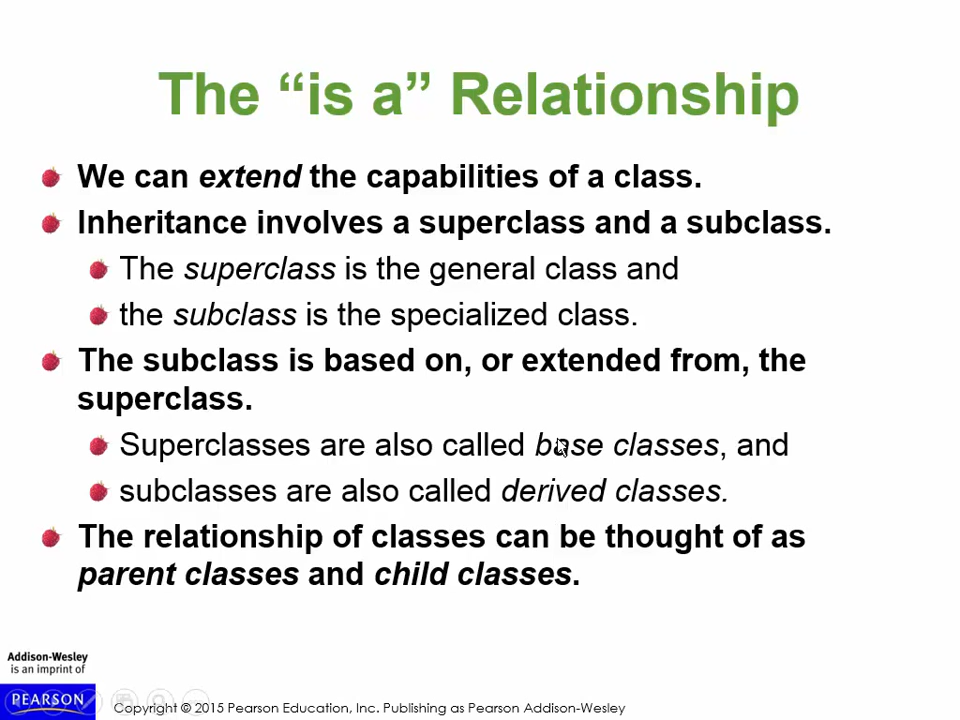 The “is a” Relationship
We can extend the capabilities of a class.
Inheritance involves a superclass and a subclass.
The superclass is the general class and
the subclass is the specialized class.
The subclass is based on, or extended from, the
superclass.
Superclasses are also called base classes, and
subclasses are also called derived classes.
The relationship of classes can be thought of as
parent classes and child classes.
Addison-Wesley
is an imprint of
PEARSON
Copyright © 2015 Pearson Education, Inc. Publishing as Pearson Addison-Wesley